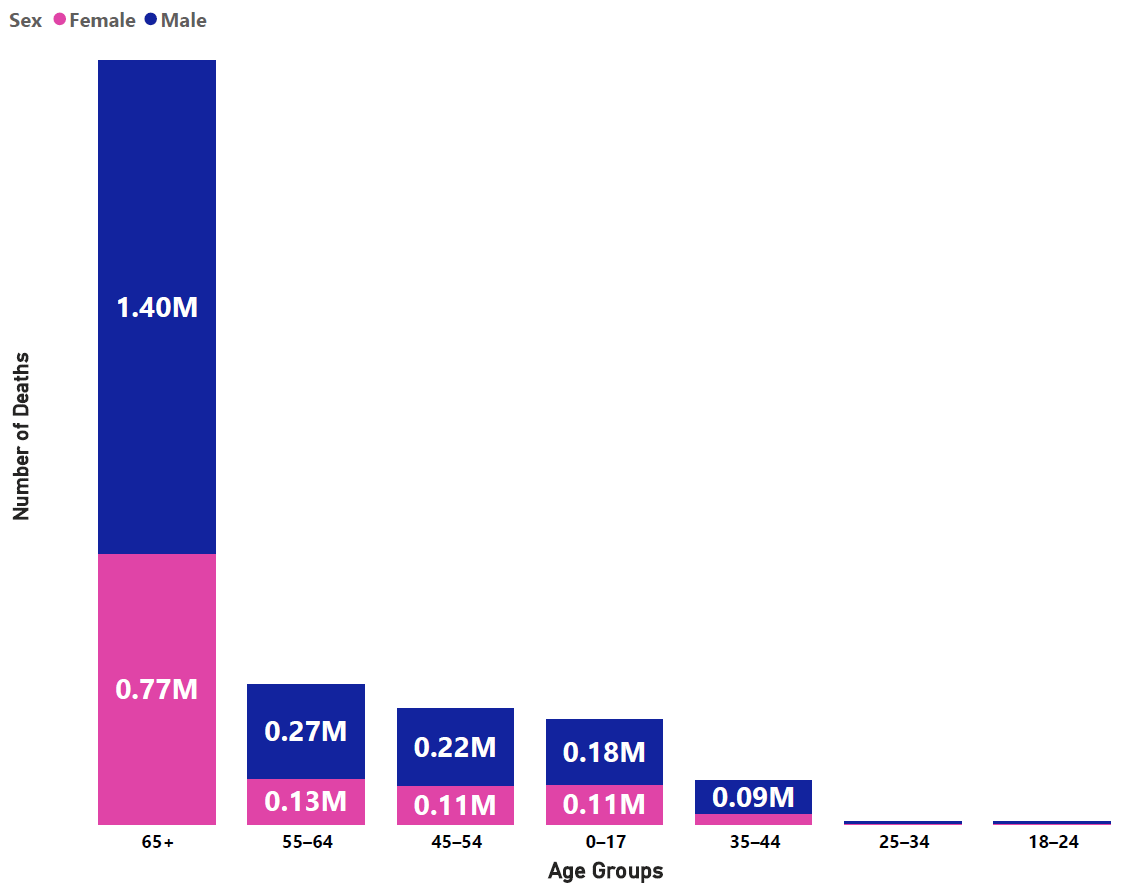 Sex Female Male
1.40M
0.77M
0.27M
0.13M
0.22M
0.11M
0.18M
0.11M
0.09M
Number of Deaths
65+ 55–64 45–54 0–17 35–44 25–34 18–24
Age Groups